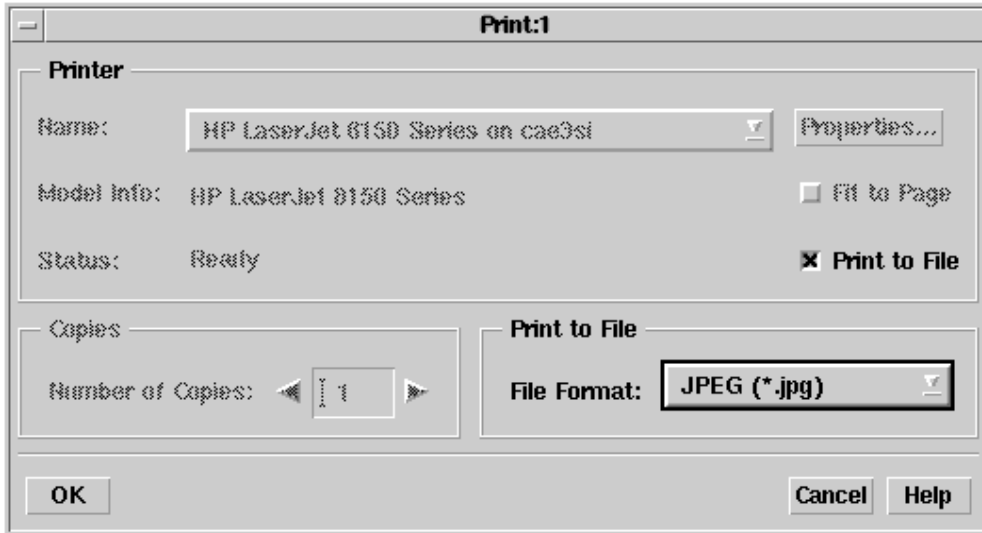 Print:1
Printer
Name: HP LaserJet 8150 Series on cae3si Properties...
Model Info: HP LaserJet 8150 Series Fit to Page
Status: Ready Print to File
Copies
Number of Copies: 1
Print to File
File Format: JPEG (*.jpg)
OK Cancel Help